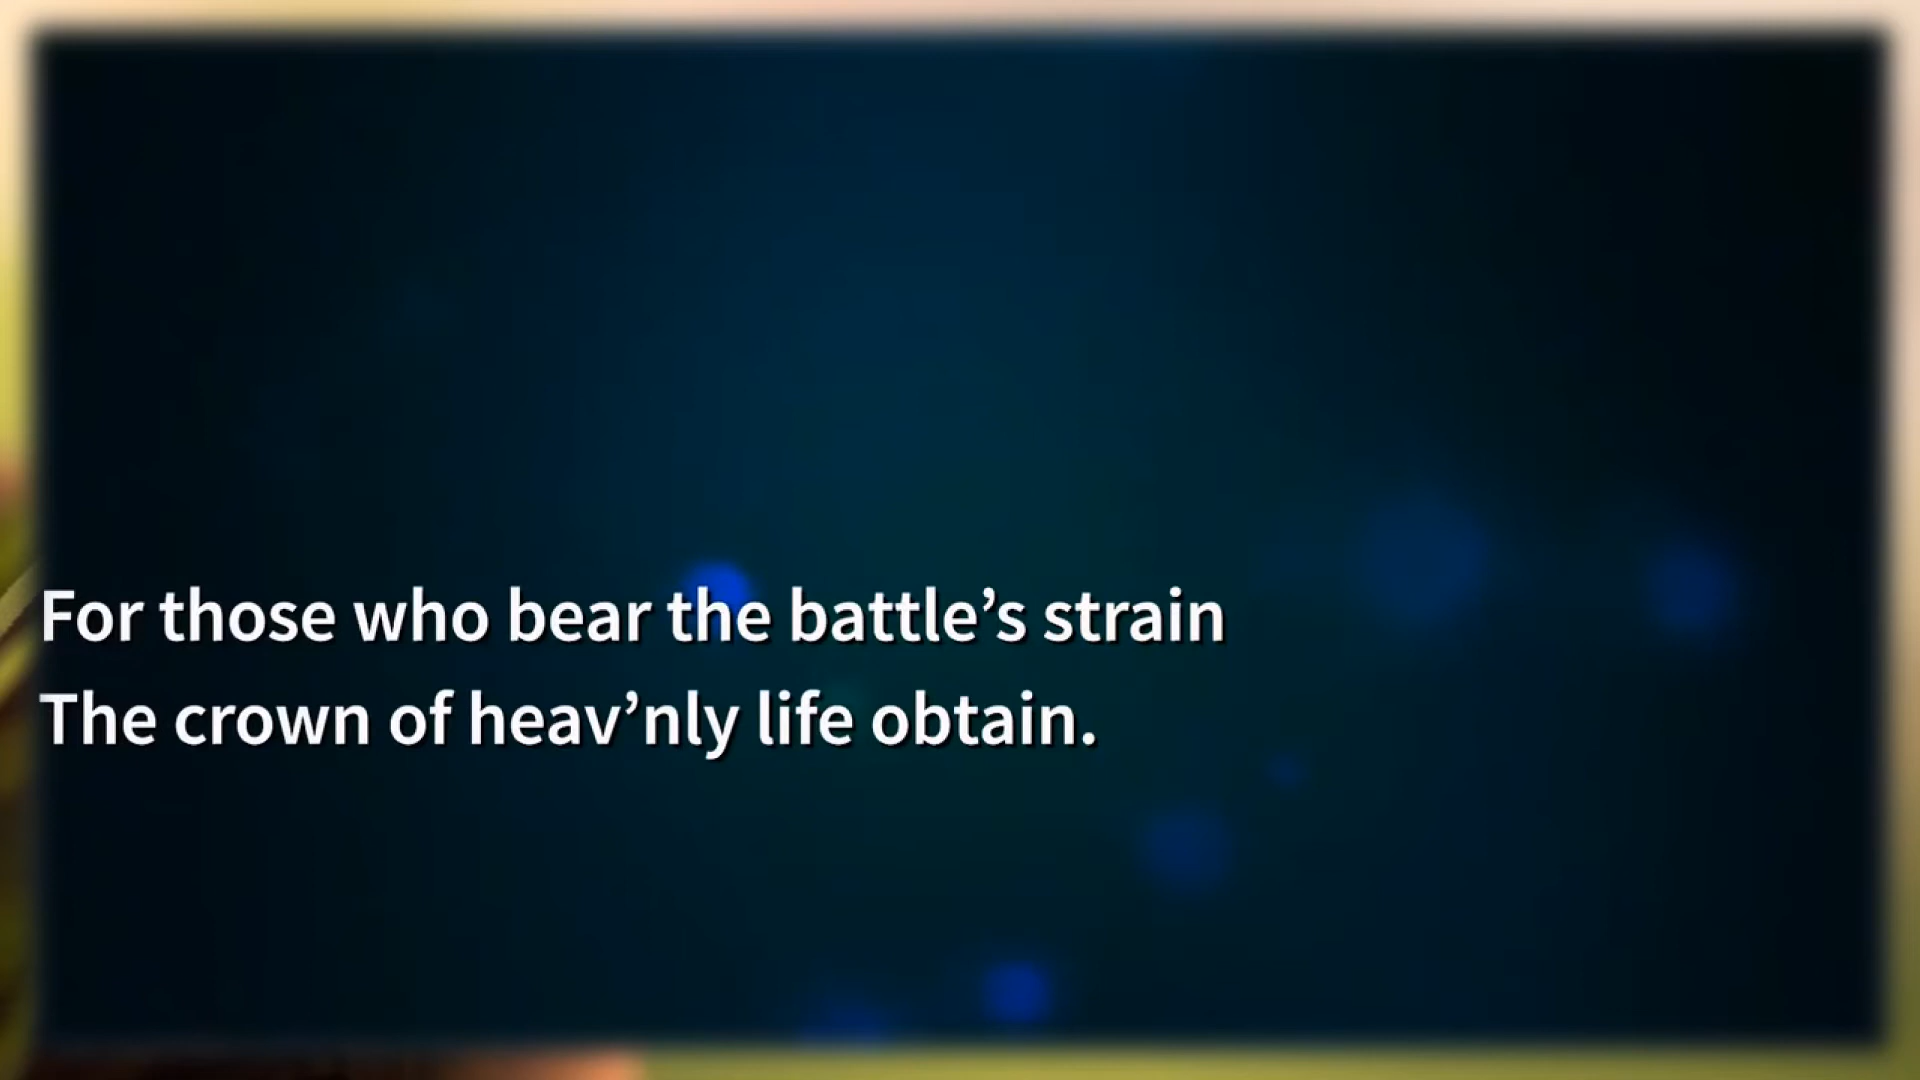 For those who bear the battle’s strain
The crown of heav’nly life obtain.